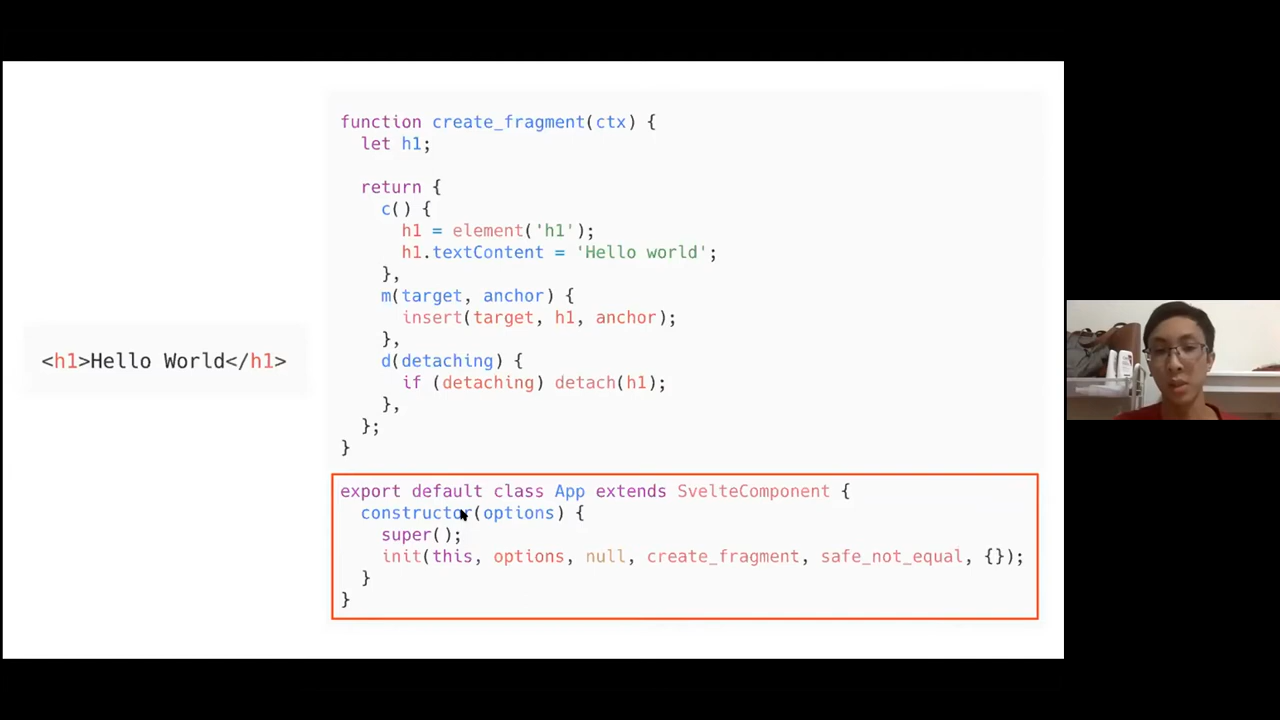 <h1>Hello World</h1>
function create_fragment(ctx) {
let h1;
return {
c() {
h1 = element('h1');
h1.textContent = 'Hello world';
},
m(target, anchor) {
insert(target, h1, anchor);
},
d(detaching) {
if (detaching) detach(h1);
},
};
}
export default class App extends SvelteComponent {
constructor(options) {
super();
init(this, options, null, create_fragment, safe_not_equal, {});
}
}